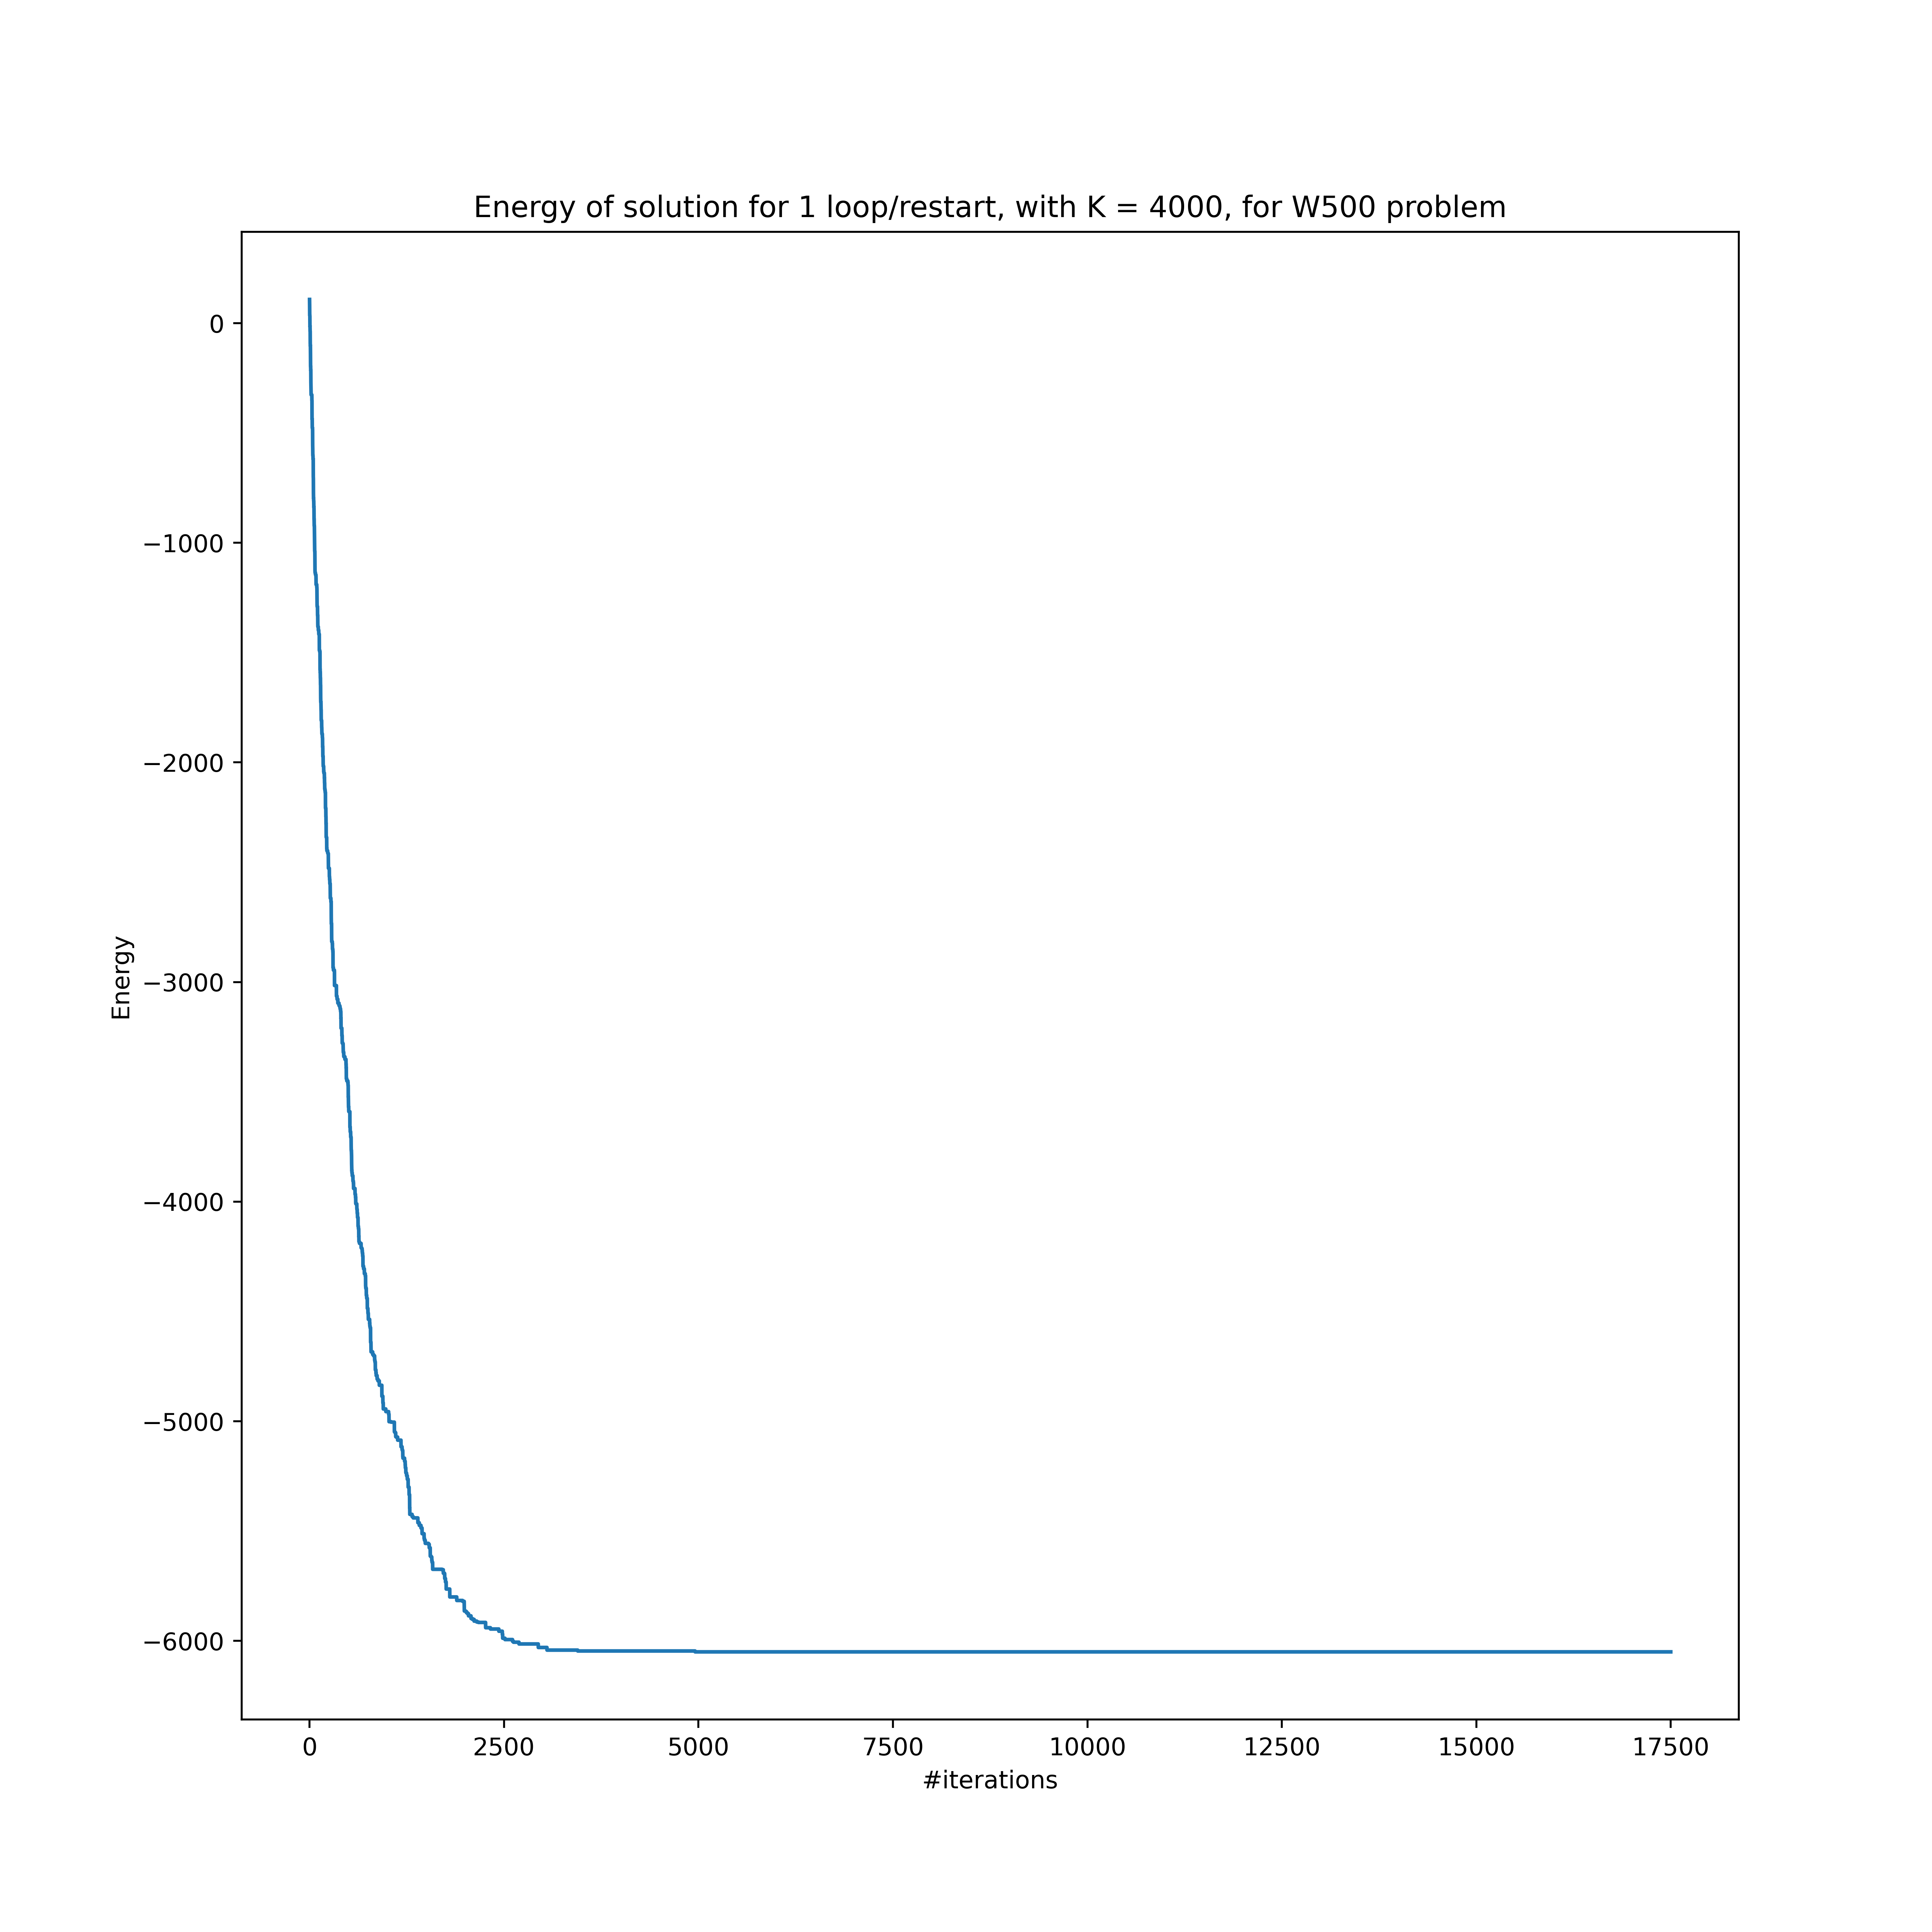 Energy of solution for 1 loop/restart, with K = 4000, for W500 problem
0
−1000
−2000
−3000
−4000
−5000
−6000
Energy
0 2500 5000 7500 10000 12500 15000 17500
#iterations